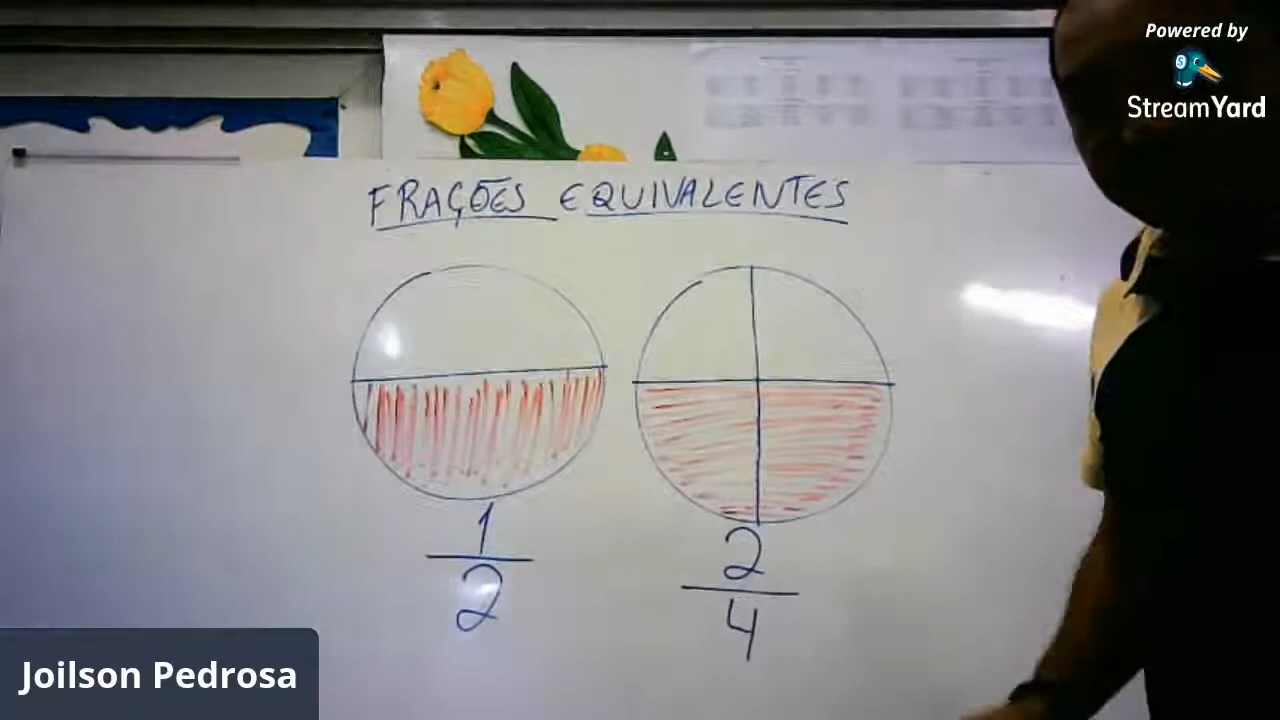 Powered by
StreamYard
FRAÇÕES EQUIVALENTES
1
2
2
4
Joilson Pedrosa